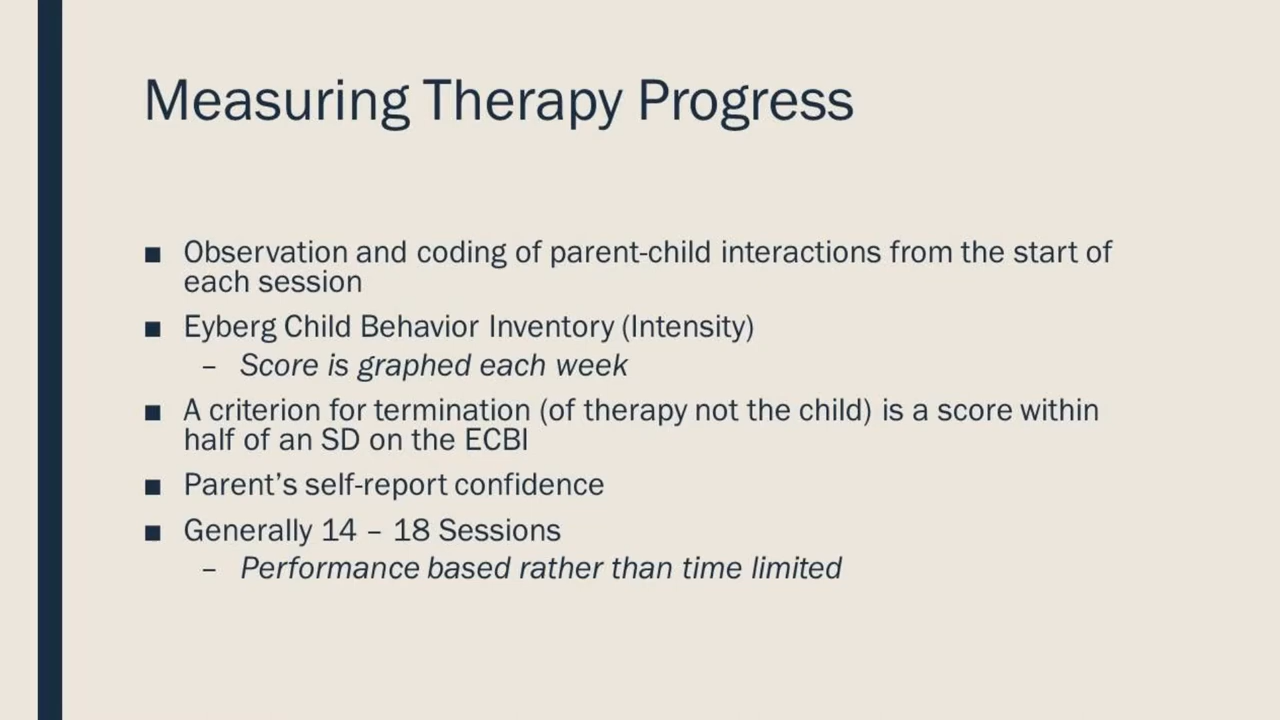 Measuring Therapy Progress
■ Observation and coding of parent-child interactions from the start of
each session
■ Eyberg Child Behavior Inventory (Intensity)
– Score is graphed each week
■ A criterion for termination (of therapy not the child) is a score within
half of an SD on the ECBI
■ Parent’s self-report confidence
■ Generally 14 – 18 Sessions
– Performance based rather than time limited